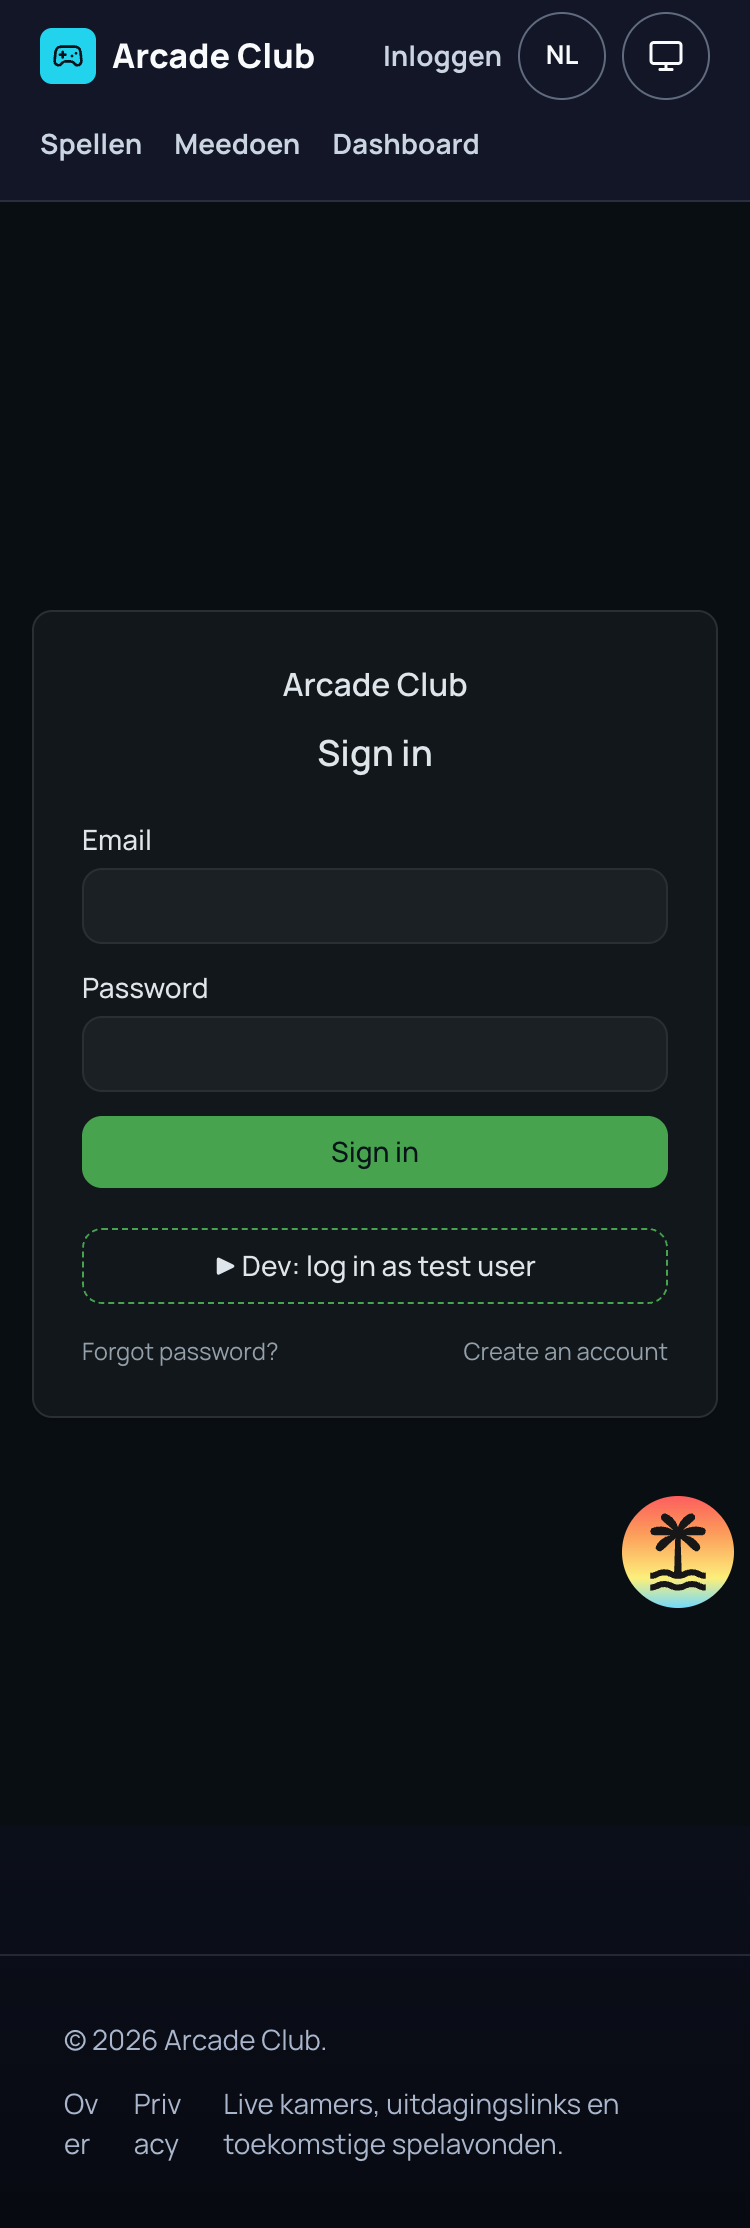 Arcade Club
Inloggen
NL
Spellen Meedoen Dashboard
Arcade Club
Sign in
Email
Password
Sign in
Dev: log in as test user
Forgot password? Create an account
© 2026 Arcade Club.
Ov
er
Priv
acy
Live kamers, uitdagingslinks en
toekomstige spelavonden.